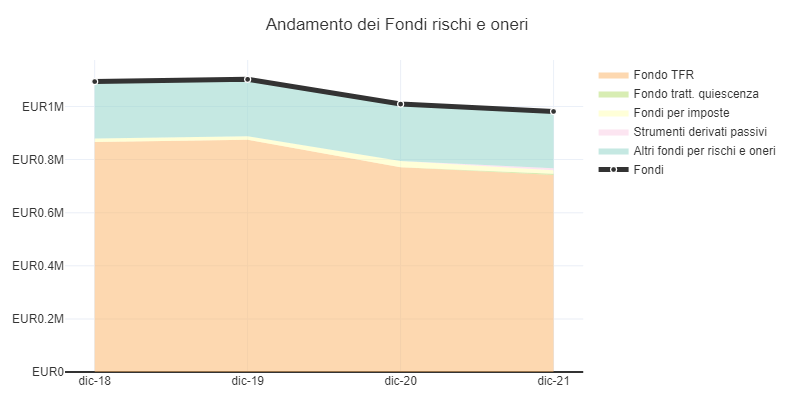 Andamento dei Fondi rischi e oneri
EUR1M
EUR0.8M
EUR0.6M
EUR0.4M
EUR0.2M
EUR0
dic-18
dic-19
dic-20
dic-21
Fondo TFR
Fondo tratt. quiescenza
Fondi per imposte
Strumenti derivati passivi
Altri fondi per rischi e oneri
Fondi